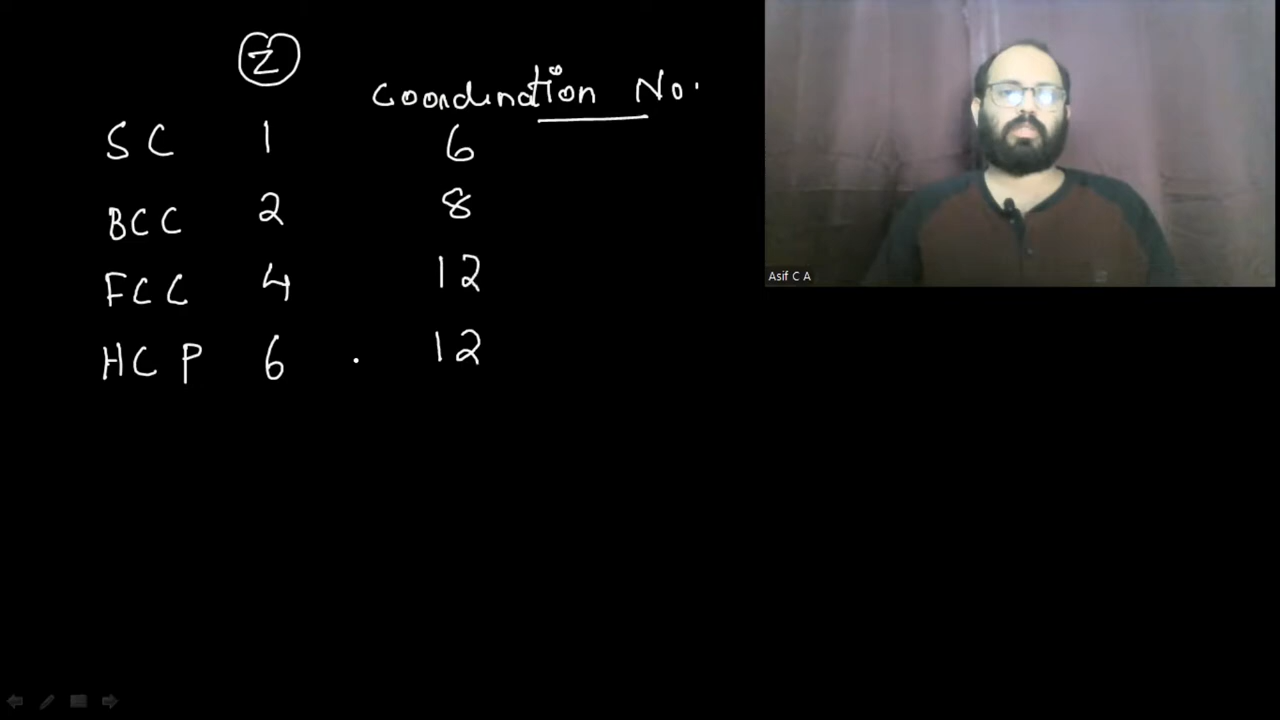 Z
Coordination No.
SC 1 6
BCC 2 8
FCC 4 12
HCP 6 12
Asif C A